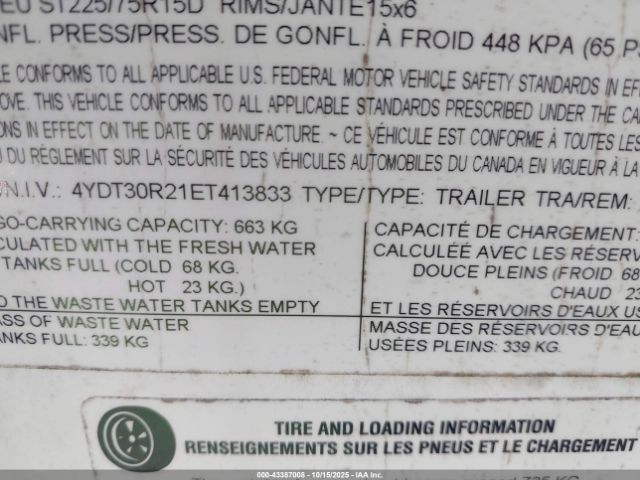 EU ST225/75R15D RIMS/JANTE15x6
NFL. PRESS/PRESS. DE GONFL. À FROID 448 KPA (65 P
LE CONFORMS TO ALL APPLICABLE U.S. FEDERAL MOTOR VEHICLE SAFETY STANDARDS IN EFF
OVE. THIS VEHICLE CONFORMS TO ALL APPLICABLE STANDARDS PRESCRIBED UNDER THE CA
ONS IN EFFECT ON THE DATE OF MANUFACTURE. ~ CE VÉHICULE EST CONFORME À TOUTES LES
DU RÉGLEMENT SUR LA SÉCURITÉ DES VÉHICULES AUTOMOBILES DU CANADA EN VIGUEUR À LA
/N.I.V.: 4YDT30R21ET413833 TYPE/TYPE: TRAILER TRA/REM:
GO-CARRYING CAPACITY: 663 KG
LCULATED WITH THE FRESH WATER
TANKS FULL (COLD 68 KG.
HOT 23 KG.)
D THE WASTE WATER TANKS EMPTY
ASS OF WASTE WATER
ANKS FULL: 339 KG
CAPACITÉ DE CHARGEMENT:
CALCULÉE AVEC LES RÉSERV
DOUCE PLEINS (FROID 68
CHAUD 23
ET LES RÉSERVOIRS D'EAUX US
MASSE DES RÉSERVOIRS D'EAU
USÉES PLEINS: 339 KG.
TIRE AND LOADING INFORMATION
RENSEIGNEMENTS SUR LES PNEUS ET LE CHARGEMENT
000-43387008 - 10/15/2025 - IAAI.COM